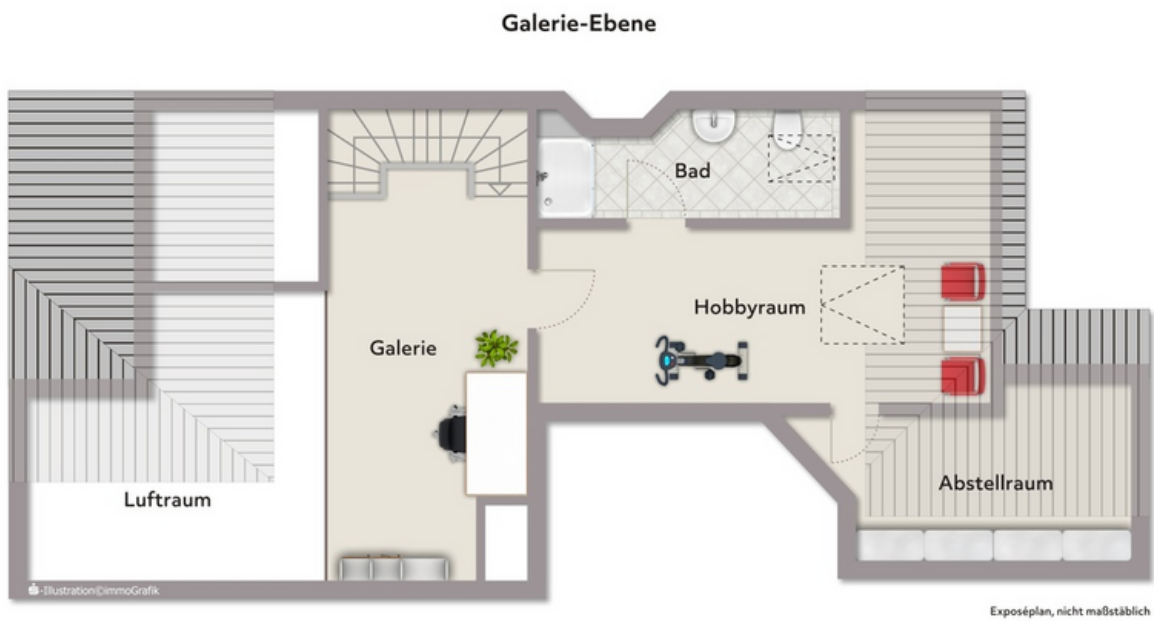 Galerie-Ebene
Bad
Hobbyraum
Galerie
Abstellraum
Luftraum
-Illustration©immoGrafik
Exposéplan, nicht maßstäblich